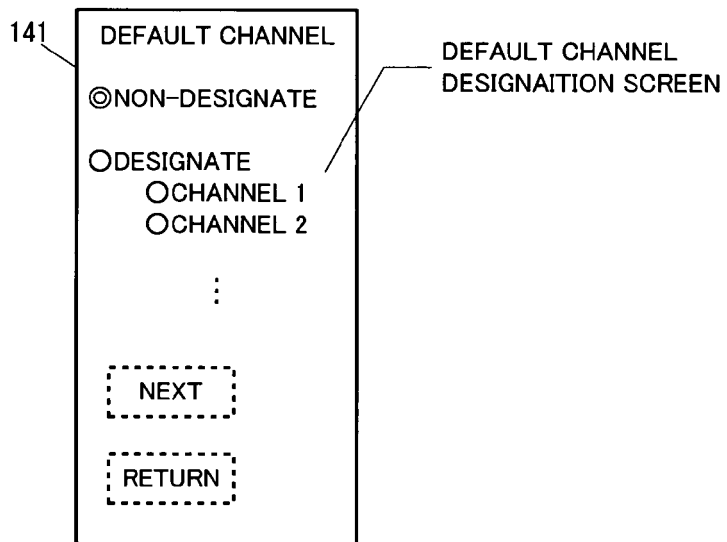 141
DEFAULT CHANNEL
◎NON-DESIGNATE
○DESIGNATE
○CHANNEL 1
○CHANNEL 2
⋮
NEXT
RETURN
DEFAULT CHANNEL
DESIGNAITION SCREEN